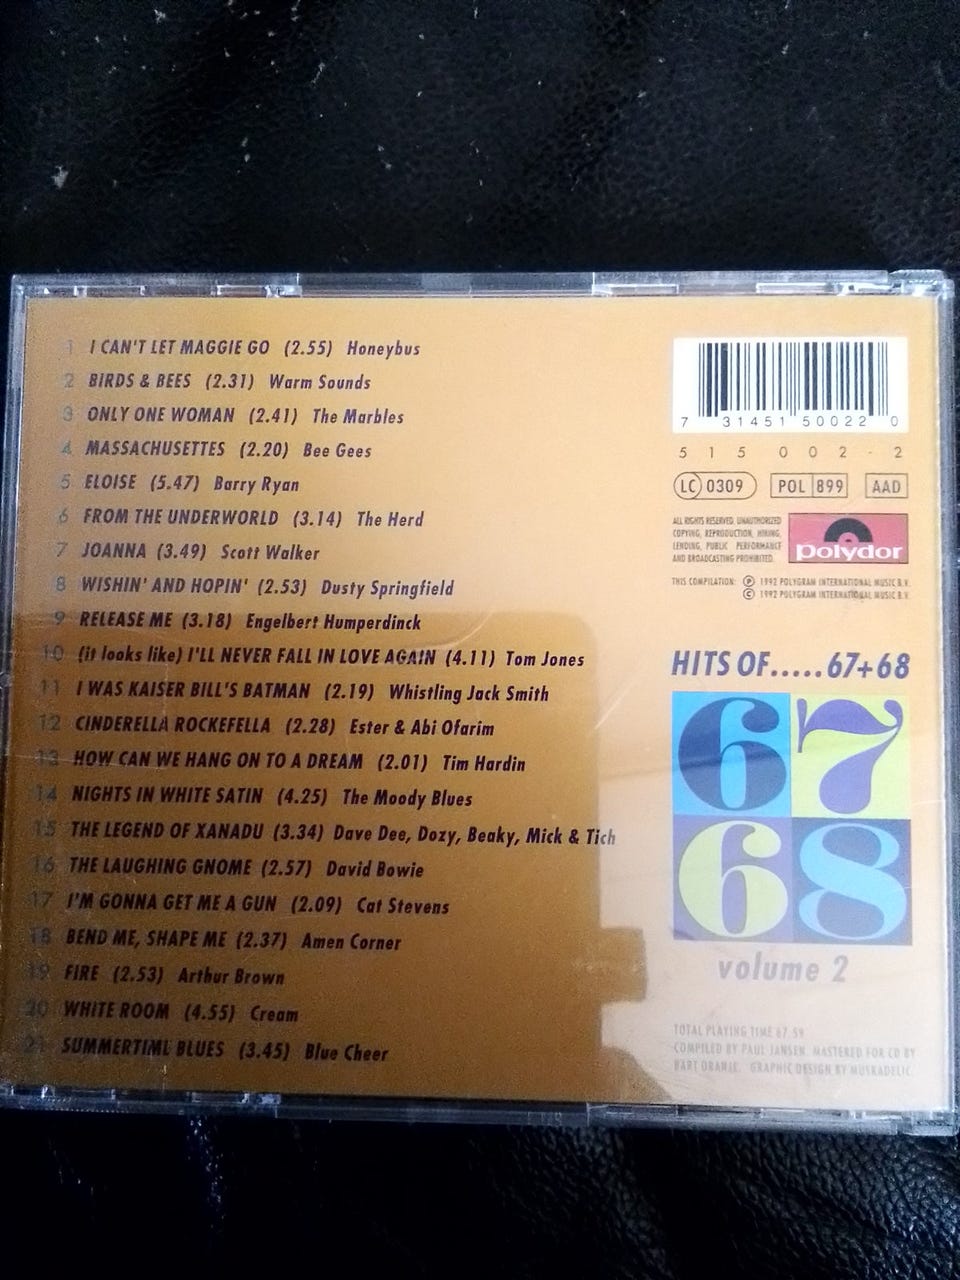 1 I CAN'T LET MAGGIE GO (2.55) Honeybus
2 BIRDS & BEES (2.31) Warm Sounds
3 ONLY ONE WOMAN (2.41) The Marbles
4 MASSACHUSETTES (2.20) Bee Gees
5 ELOISE (5.47) Barry Ryan
6 FROM THE UNDERWORLD (3.14) The Herd
7 JOANNA (3.49) Scott Walker
8 WISHIN' AND HOPIN' (2.53) Dusty Springfield
9 RELEASE ME (3.18) Engelbert Humperdinck
10 (it looks like) I'LL NEVER FALL IN LOVE AGAIN (4.11) Tom Jones
11 I WAS KAISER BILL'S BATMAN (2.19) Whistling Jack Smith
12 CINDERELLA ROCKEFELLA (2.28) Ester & Abi Ofarim
13 HOW CAN WE HANG ON TO A DREAM (2.01) Tim Hardin
14 NIGHTS IN WHITE SATIN (4.25) The Moody Blues
15 THE LEGEND OF XANADU (3.34) Dave Dee, Dozy, Beaky, Mick & Tich
16 THE LAUGHING GNOME (2.57) David Bowie
17 I'M GONNA GET ME A GUN (2.09) Cat Stevens
18 BEND ME, SHAPE ME (2.37) Amen Corner
19 FIRE (2.53) Arthur Brown
20 WHITE ROOM (4.55) Cream
21 SUMMERTIME BLUES (3.45) Blue Cheer
7 31451 50022 0
515 002-2
LC 0309 POL 899 AAD
ALL RIGHTS RESERVED. UNAUTHORIZED
COPYING, REPRODUCTION, HIRING,
LENDING, PUBLIC PERFORMANCE
AND BROADCASTING PROHIBITED.
polydor
THIS COMPILATION: ℗ 1992 POLYGRAM INTERNATIONAL MUSIC B.V.
© 1992 POLYGRAM INTERNATIONAL MUSIC B.V.
HITS OF.....67+68
67
68
volume 2
TOTAL PLAYING TIME 67.59
COMPILED BY PAUL JANSEN. MASTERED FOR CD BY
BART ORANJE. GRAPHIC DESIGN BY MUSKADELIC.